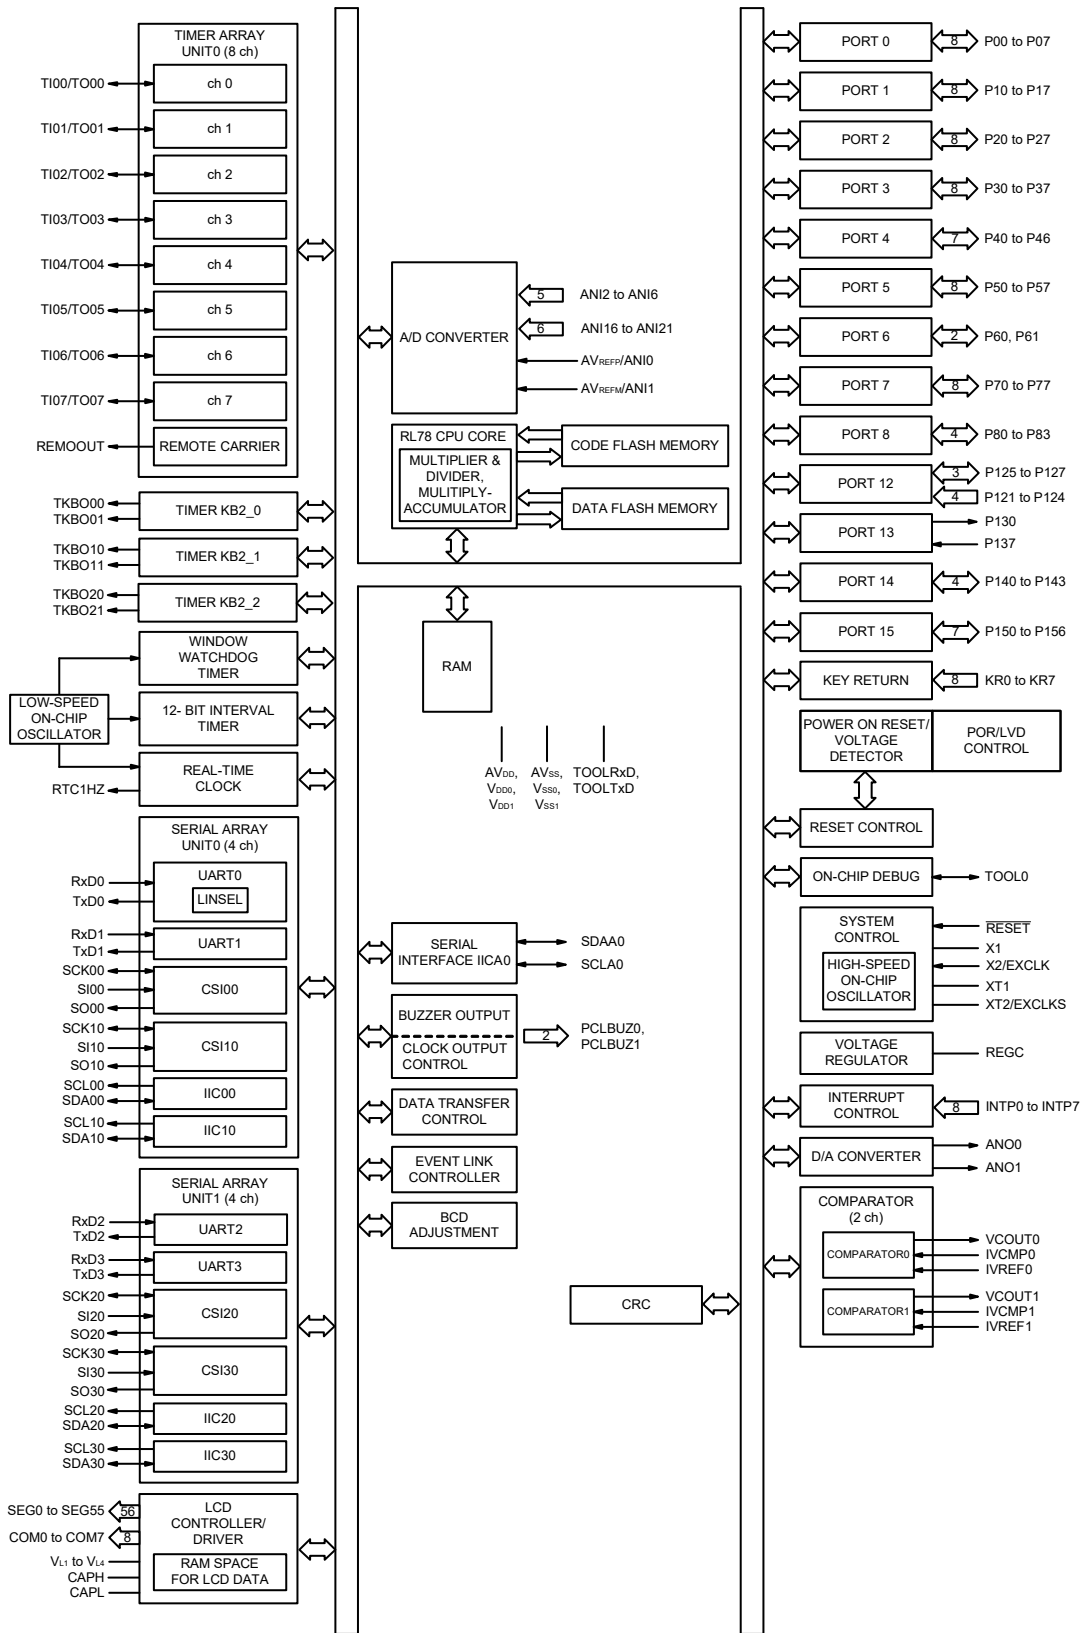 TIMER ARRAY
UNIT0 (8 ch)
TI00/TO00
ch 0
TI01/TO01
ch 1
TI02/TO02
ch 2
TI03/TO03
ch 3
TI04/TO04
ch 4
TI05/TO05
ch 5
TI06/TO06
ch 6
TI07/TO07
ch 7
REMOOUT
REMOTE CARRIER
TKBO00
TKBO01
TIMER KB2_0
TKBO10
TKBO11
TIMER KB2_1
TKBO20
TKBO21
TIMER KB2_2
WINDOW
WATCHDOG
TIMER
LOW-SPEED
ON-CHIP
OSCILLATOR
12- BIT INTERVAL
TIMER
REAL-TIME
CLOCK
RTC1HZ
SERIAL ARRAY
UNIT0 (4 ch)
RxD0
TxD0
UART0
LINSEL
RxD1
TxD1
UART1
SCK00
SI00
SO00
CSI00
SCK10
SI10
SO10
CSI10
SCL00
SDA00
IIC00
SCL10
SDA10
IIC10
SERIAL ARRAY
UNIT1 (4 ch)
RxD2
TxD2
UART2
RxD3
TxD3
UART3
SCK20
SI20
SO20
CSI20
SCK30
SI30
SO30
CSI30
SCL20
SDA20
IIC20
SCL30
SDA30
IIC30
SEG0 to SEG55
56
COM0 to COM7
8
VL1 to VL4
CAPH
CAPL
LCD
CONTROLLER/
DRIVER
RAM SPACE
FOR LCD DATA
A/D CONVERTER
5
ANI2 to ANI6
6
ANI16 to ANI21
AVREFP/ANI0
AVREFM/ANI1
RL78 CPU CORE
MULTIPLIER &
DIVIDER,
MULITIPLY-
ACCUMULATOR
CODE FLASH MEMORY
DATA FLASH MEMORY
RAM
AVDD,
VDD0,
VDD1
AVSS,
VSS0,
VSS1
TOOLRxD,
TOOLTxD
SERIAL
INTERFACE IICA0
SDAA0
SCLA0
BUZZER OUTPUT
CLOCK OUTPUT
CONTROL
2
PCLBUZ0,
PCLBUZ1
DATA TRANSFER
CONTROL
EVENT LINK
CONTROLLER
BCD
ADJUSTMENT
CRC
PORT 0
8
P00 to P07
PORT 1
8
P10 to P17
PORT 2
8
P20 to P27
PORT 3
8
P30 to P37
PORT 4
7
P40 to P46
PORT 5
8
P50 to P57
PORT 6
2
P60, P61
PORT 7
8
P70 to P77
PORT 8
4
P80 to P83
PORT 12
3
P125 to P127
4
P121 to P124
PORT 13
P130
P137
PORT 14
4
P140 to P143
PORT 15
7
P150 to P156
KEY RETURN
8
KR0 to KR7
POWER ON RESET/
VOLTAGE
DETECTOR
POR/LVD
CONTROL
RESET CONTROL
ON-CHIP DEBUG
TOOL0
SYSTEM
CONTROL
HIGH-SPEED
ON-CHIP
OSCILLATOR
RESET
X1
X2/EXCLK
XT1
XT2/EXCLKS
VOLTAGE
REGULATOR
REGC
INTERRUPT
CONTROL
8
INTP0 to INTP7
D/A CONVERTER
ANO0
ANO1
COMPARATOR
(2 ch)
COMPARATOR0
VCOUT0
IVCMP0
IVREF0
COMPARATOR1
VCOUT1
IVCMP1
IVREF1